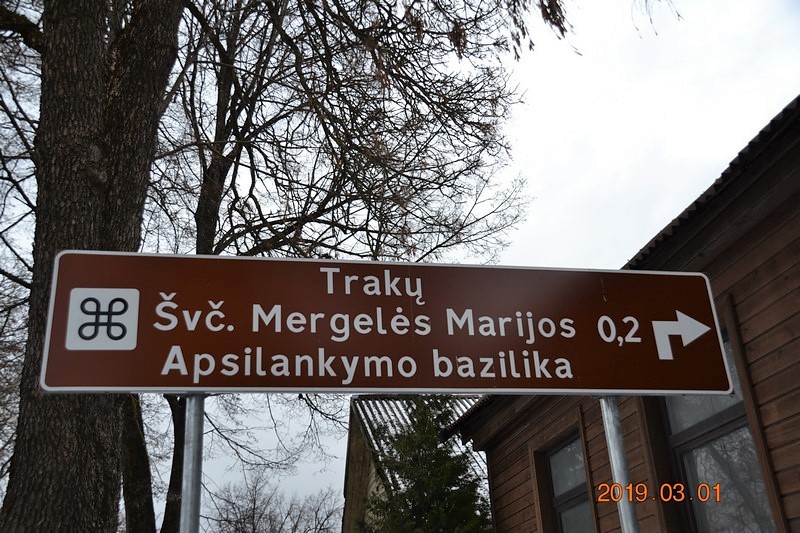 Trakų
Švč. Mergelės Marijos 0,2
Apsilankymo bazilika
2019.03.01